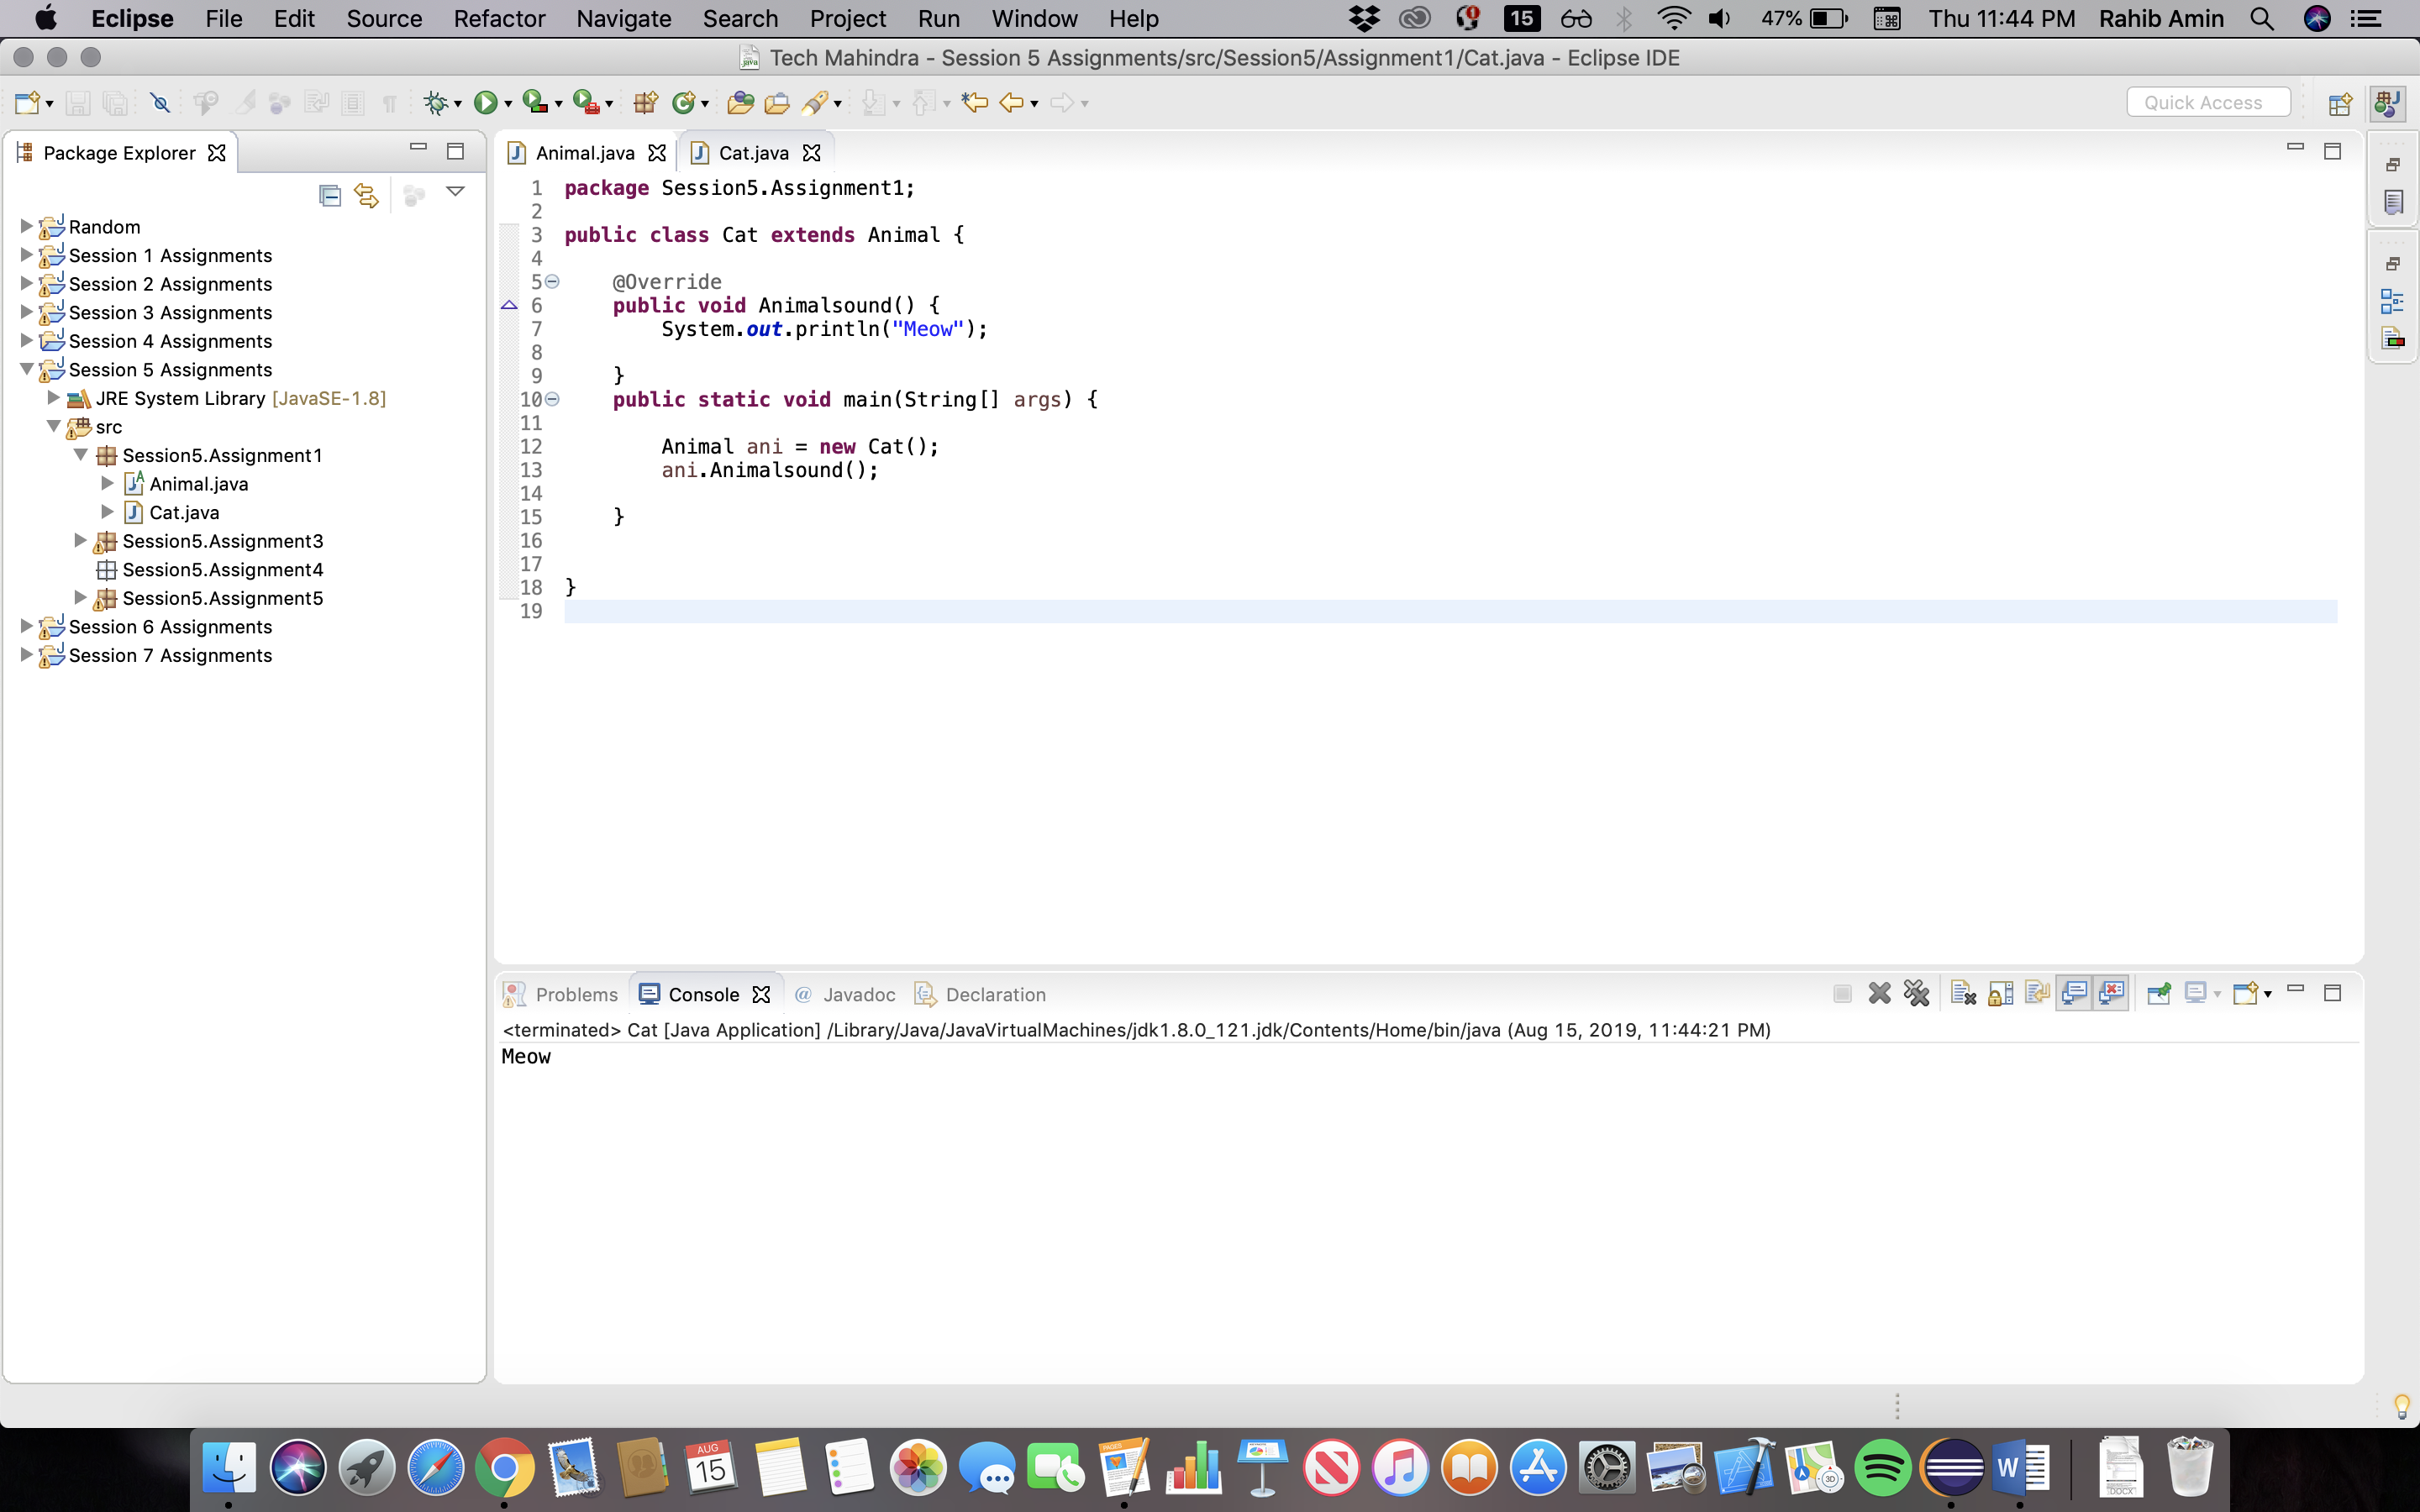 Eclipse File Edit Source Refactor Navigate Search Project Run Window Help 15 47% Thu 11:44 PM Rahib Amin
Tech Mahindra - Session 5 Assignments/src/Session5/Assignment1/Cat.java - Eclipse IDE
Quick Access
Package Explorer
Random
Session 1 Assignments
Session 2 Assignments
Session 3 Assignments
Session 4 Assignments
Session 5 Assignments
JRE System Library [JavaSE-1.8]
src
Session5.Assignment1
Animal.java
Cat.java
Session5.Assignment3
Session5.Assignment4
Session5.Assignment5
Session 6 Assignments
Session 7 Assignments
Animal.java Cat.java
1 package Session5.Assignment1;
2
3 public class Cat extends Animal {
4
5 @Override
6 public void Animalsound() {
7 System.out.println("Meow");
8
9 }
10 public static void main(String[] args) {
11
12 Animal ani = new Cat();
13 ani.Animalsound();
14
15 }
16
17
18 }
19
Problems Console @ Javadoc Declaration
<terminated> Cat [Java Application] /Library/Java/JavaVirtualMachines/jdk1.8.0_121.jdk/Contents/Home/bin/java (Aug 15, 2019, 11:44:21 PM)
Meow
AUG
15
PAGES
3D
W
DOCX